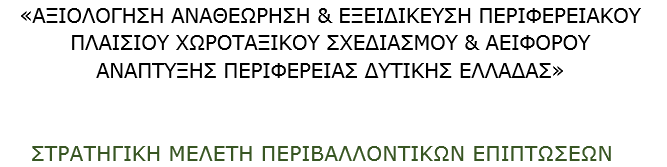 «ΑΞΙΟΛΟΓΗΣΗ ΑΝΑΘΕΩΡΗΣΗ & ΕΞΕΙΔΙΚΕΥΣΗ ΠΕΡΙΦΕΡΕΙΑΚΟΥ
ΠΛΑΙΣΙΟΥ ΧΩΡΟΤΑΞΙΚΟΥ ΣΧΕΔΙΑΣΜΟΥ & ΑΕΙΦΟΡΟΥ
ΑΝΑΠΤΥΞΗΣ ΠΕΡΙΦΕΡΕΙΑΣ ΔΥΤΙΚΗΣ ΕΛΛΑΔΑΣ»
ΣΤΡΑΤΗΓΙΚΗ ΜΕΛΕΤΗ ΠΕΡΙΒΑΛΛΟΝΤΙΚΩΝ ΕΠΙΠΤΩΣΕΩΝ